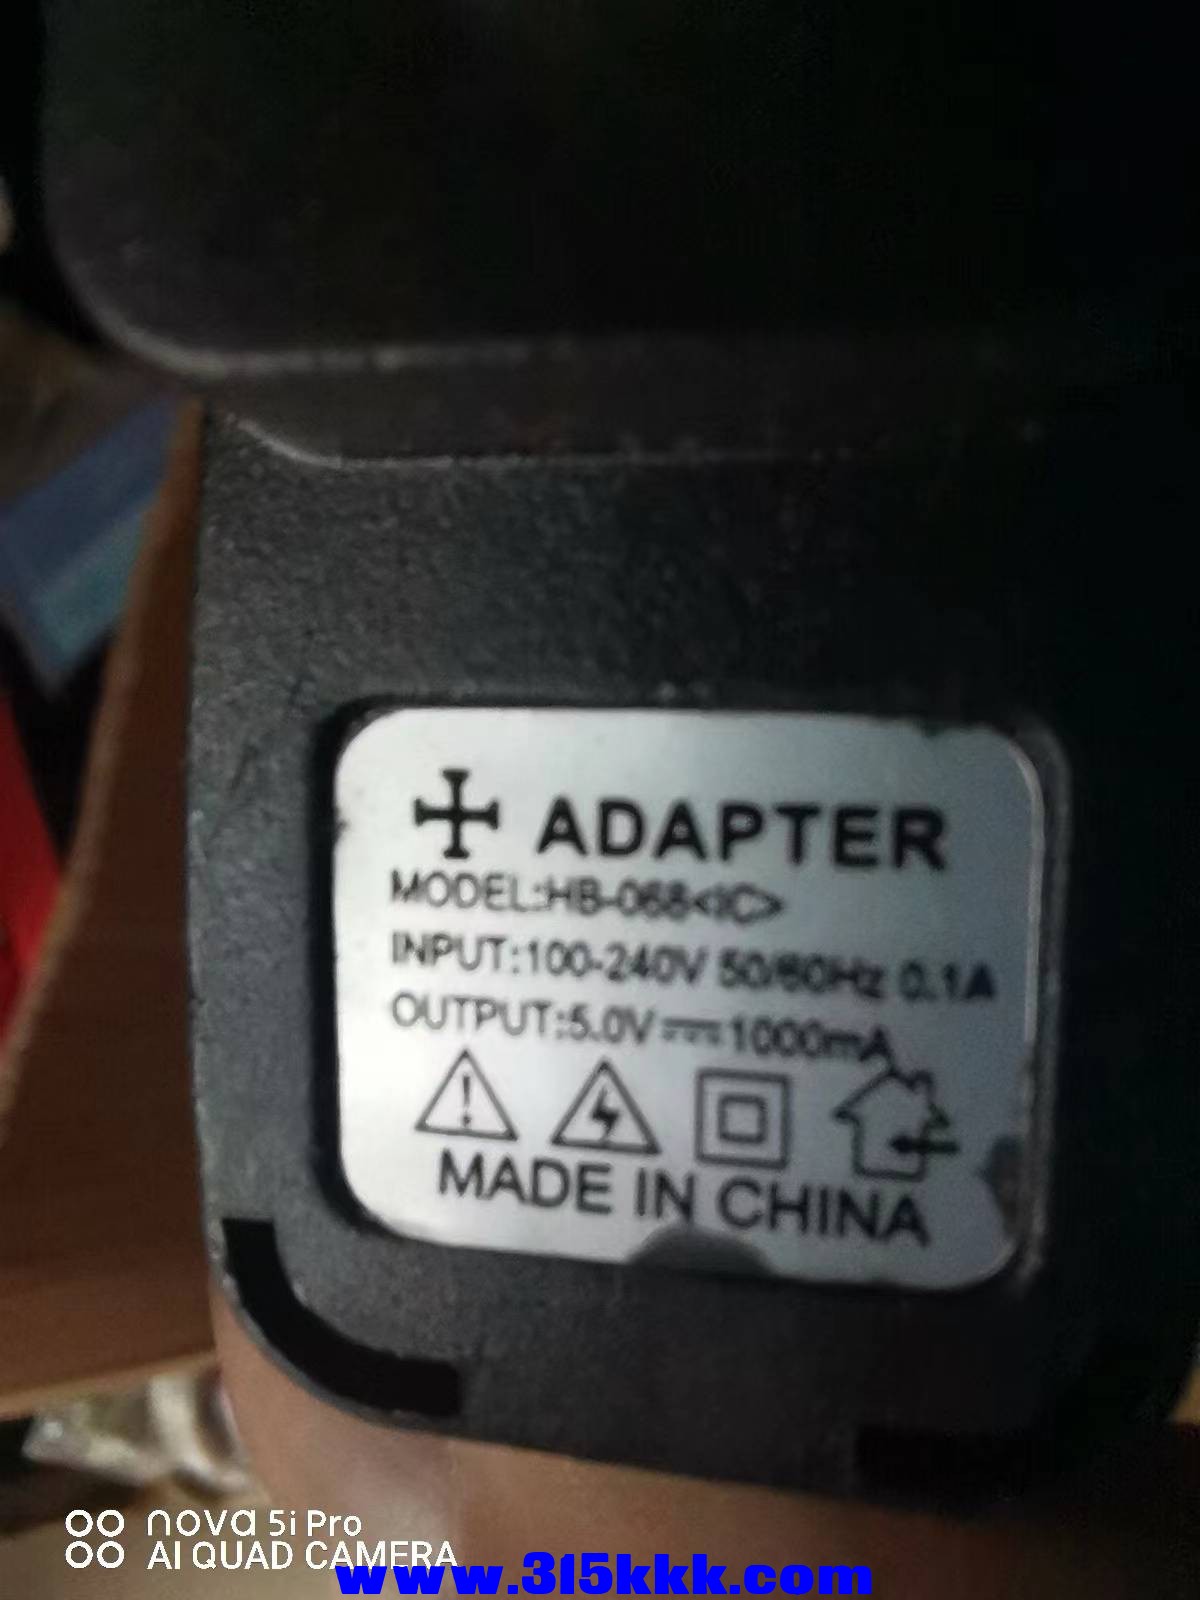 ADAPTER
MODEL:HB-068<IC>
INPUT:100-240V 50/60Hz 0.1A
OUTPUT:5.0V⎓1000mA
MADE IN CHINA
nova 5i Pro
AI QUAD CAMERA
www.315kkk.com